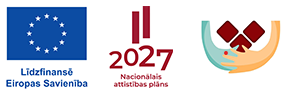 Līdzfinansē
Eiropas Savienība
2027
Nacionālais
attīstības plāns